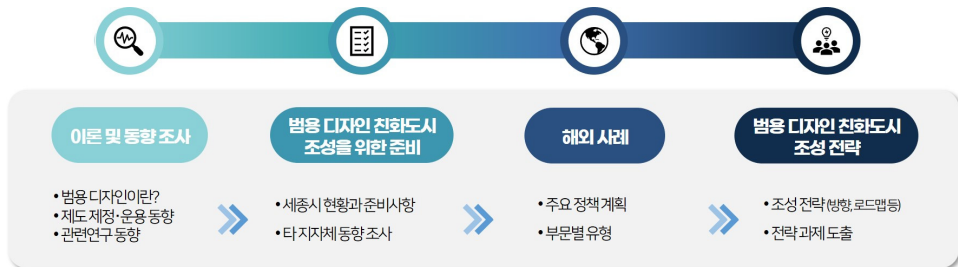 이론 및 동향 조사
• 범용 디자인이란?
• 제도 제정·운용 동향
• 관련연구 동향
범용 디자인 친화도시
조성을 위한 준비
• 세종시 현황과 준비사항
• 타 지자체 동향 조사
해외 사례
• 주요 정책 계획
• 부문별 유형
범용 디자인 친화도시
조성 전략
• 조성 전략 (방향, 로드맵 등)
• 전략 과제 도출